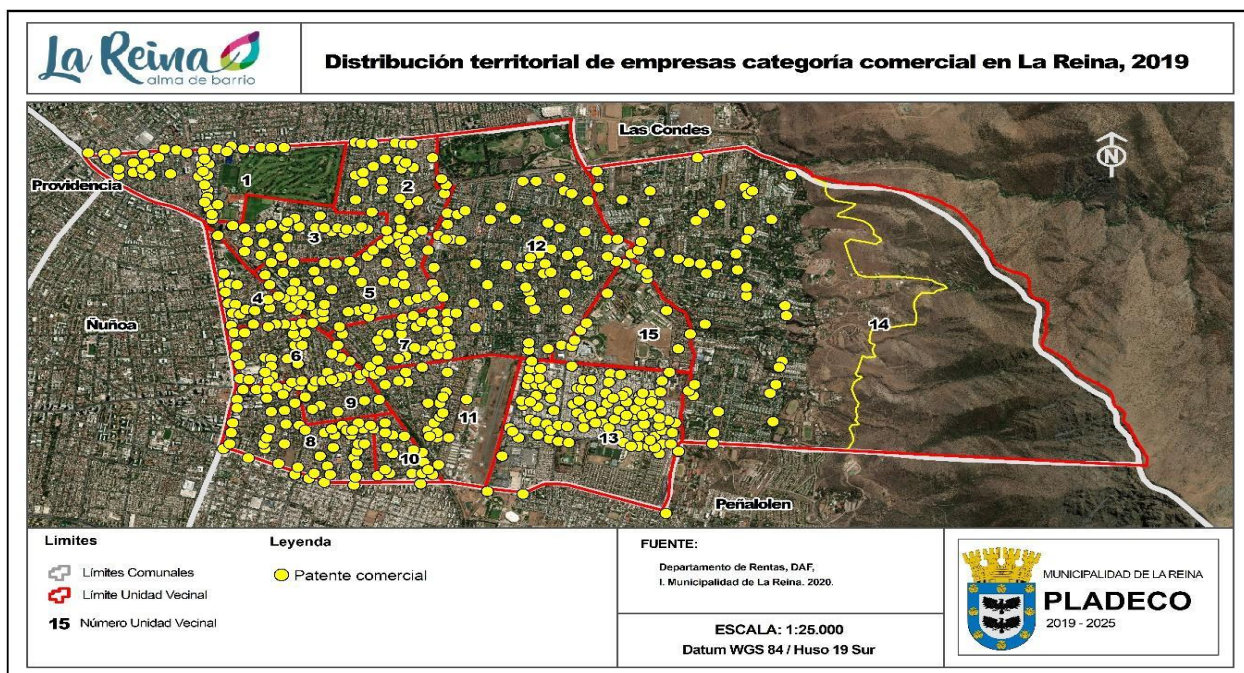 La Reina
alma de barrio
Distribución territorial de empresas categoría comercial en La Reina, 2019
Las Condes
Providencia
1
2
3
12
4
5
Ñuñoa
14
15
6
7
9
11
8
13
10
Peñalolen
N
Limites
Límites Comunales
Límite Unidad Vecinal
15 Número Unidad Vecinal
Leyenda
Patente comercial
FUENTE:
Departamento de Rentas, DAF,
I. Municipalidad de La Reina. 2020.
ESCALA: 1:25.000
Datum WGS 84 / Huso 19 Sur
MUNICIPALIDAD DE LA REINA
PLADECO
2019 - 2025